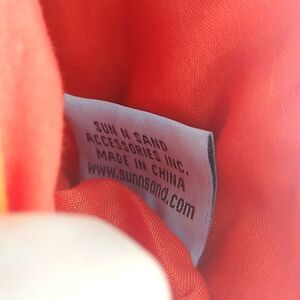 SUN N SAND
ACCESSORIES INC.
MADE IN CHINA
www.sunnsand.com